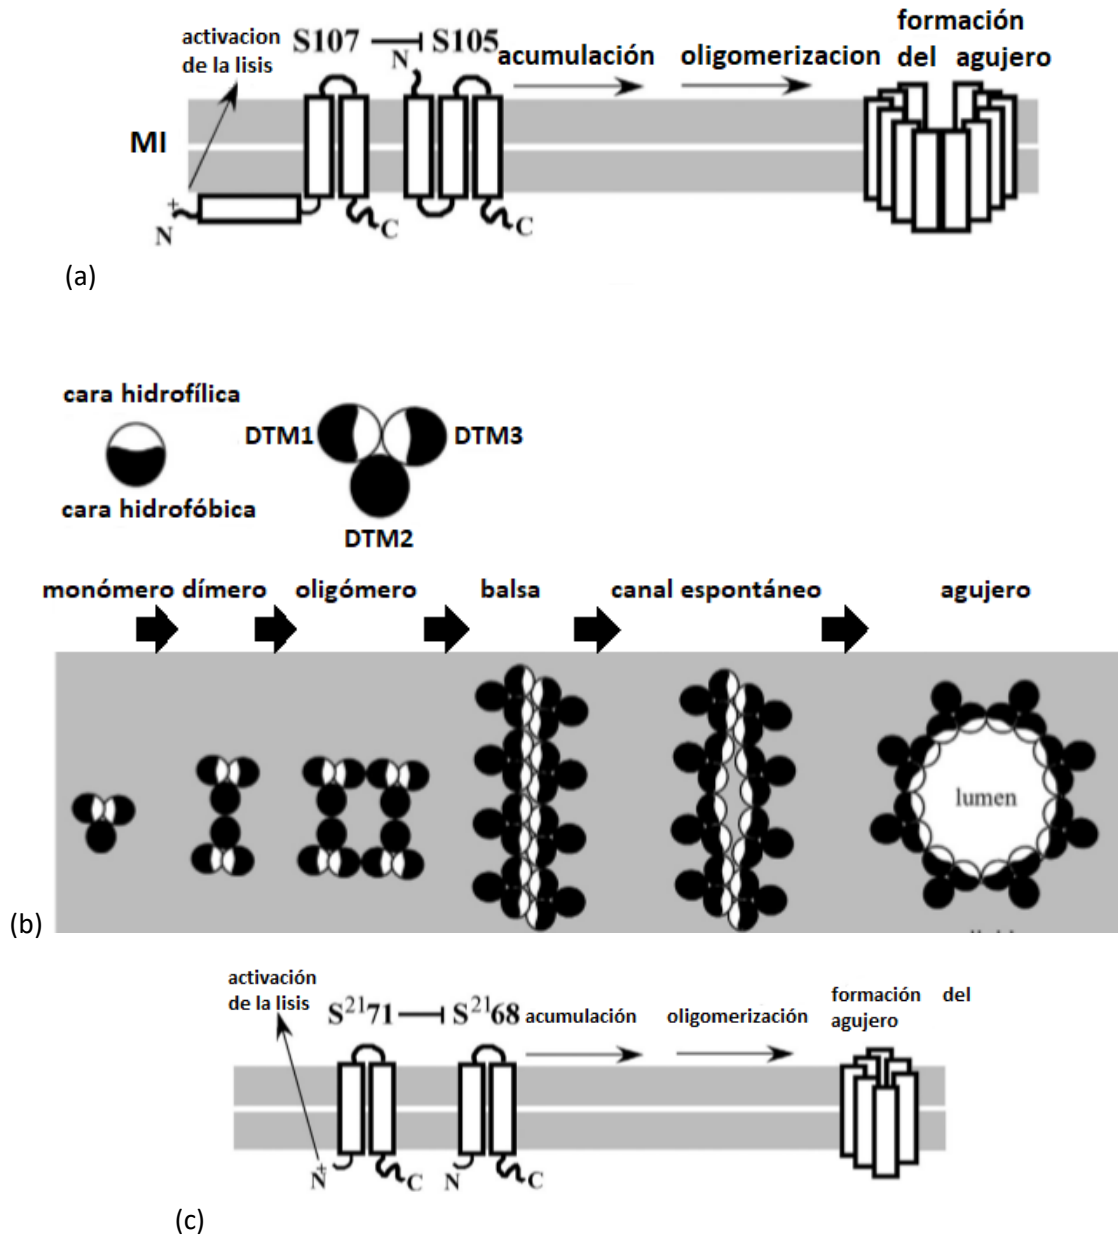 activacion
de la lisis
S107
S105
N
acumulación
oligomerizacion
formación
del agujero
MI
+
N
C
C
(a)
cara hidrofílica
cara hidrofóbica
DTM1
DTM3
DTM2
monómero dímero oligómero balsa canal espontáneo agujero
lumen
(b)
activación
de la lisis
S²¹71
S²¹68
acumulación
oligomerización
formación del
agujero
+
N
C
N
C
(c)